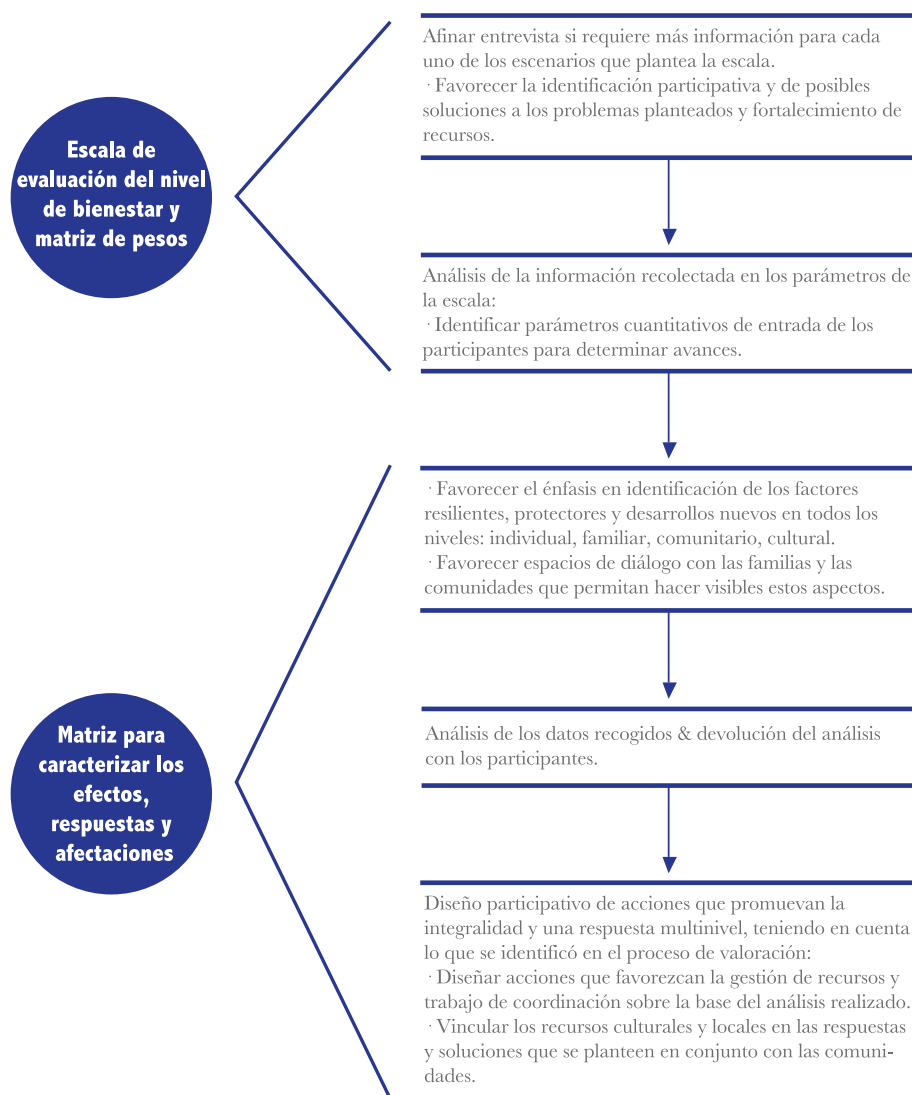 Escala de
evaluación del nivel
de bienestar y
matriz de pesos
Afinar entrevista si requiere más información para cada
uno de los escenarios que plantea la escala.
· Favorecer la identificación participativa y de posibles
soluciones a los problemas planteados y fortalecimiento de
recursos.
Análisis de la información recolectada en los parámetros de
la escala:
· Identificar parámetros cuantitativos de entrada de los
participantes para determinar avances.
Matriz para
caracterizar los
efectos,
respuestas y
afectaciones
· Favorecer el énfasis en identificación de los factores
resilientes, protectores y desarrollos nuevos en todos los
niveles: individual, familiar, comunitario, cultural.
· Favorecer espacios de diálogo con las familias y las
comunidades que permitan hacer visibles estos aspectos.
Análisis de los datos recogidos & devolución del análisis
con los participantes.
Diseño participativo de acciones que promuevan la
integralidad y una respuesta multinivel, teniendo en cuenta
lo que se identificó en el proceso de valoración:
· Diseñar acciones que favorezcan la gestión de recursos y
trabajo de coordinación sobre la base del análisis realizado.
· Vincular los recursos culturales y locales en las respuestas
y soluciones que se planteen en conjunto con las comuni-
dades.